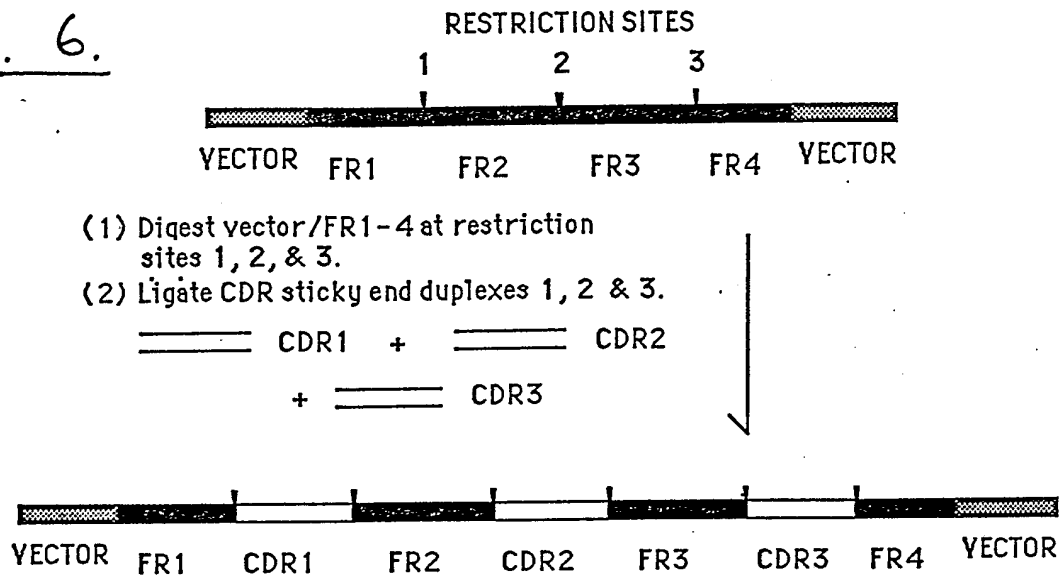 . 6.
RESTRICTION SITES
1 2 3
VECTOR FR1 FR2 FR3 FR4 VECTOR
(1) Digest vector/FR1-4 at restriction
sites 1, 2, & 3.
(2) Ligate CDR sticky end duplexes 1, 2 & 3.
CDR1 + CDR2
+ CDR3
VECTOR FR1 CDR1 FR2 CDR2 FR3 CDR3 FR4 VECTOR